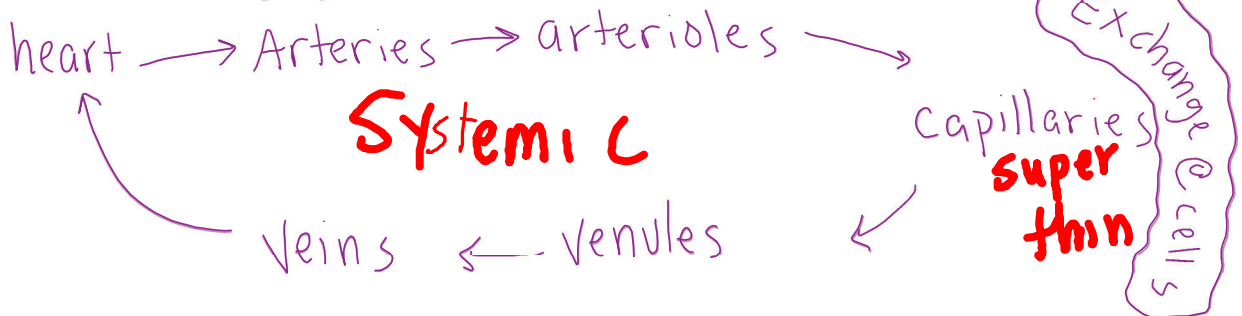 heart → Arteries → arterioles →
Systemic
Capillaries
super
thin
Exchange @ cells
veins ← venules